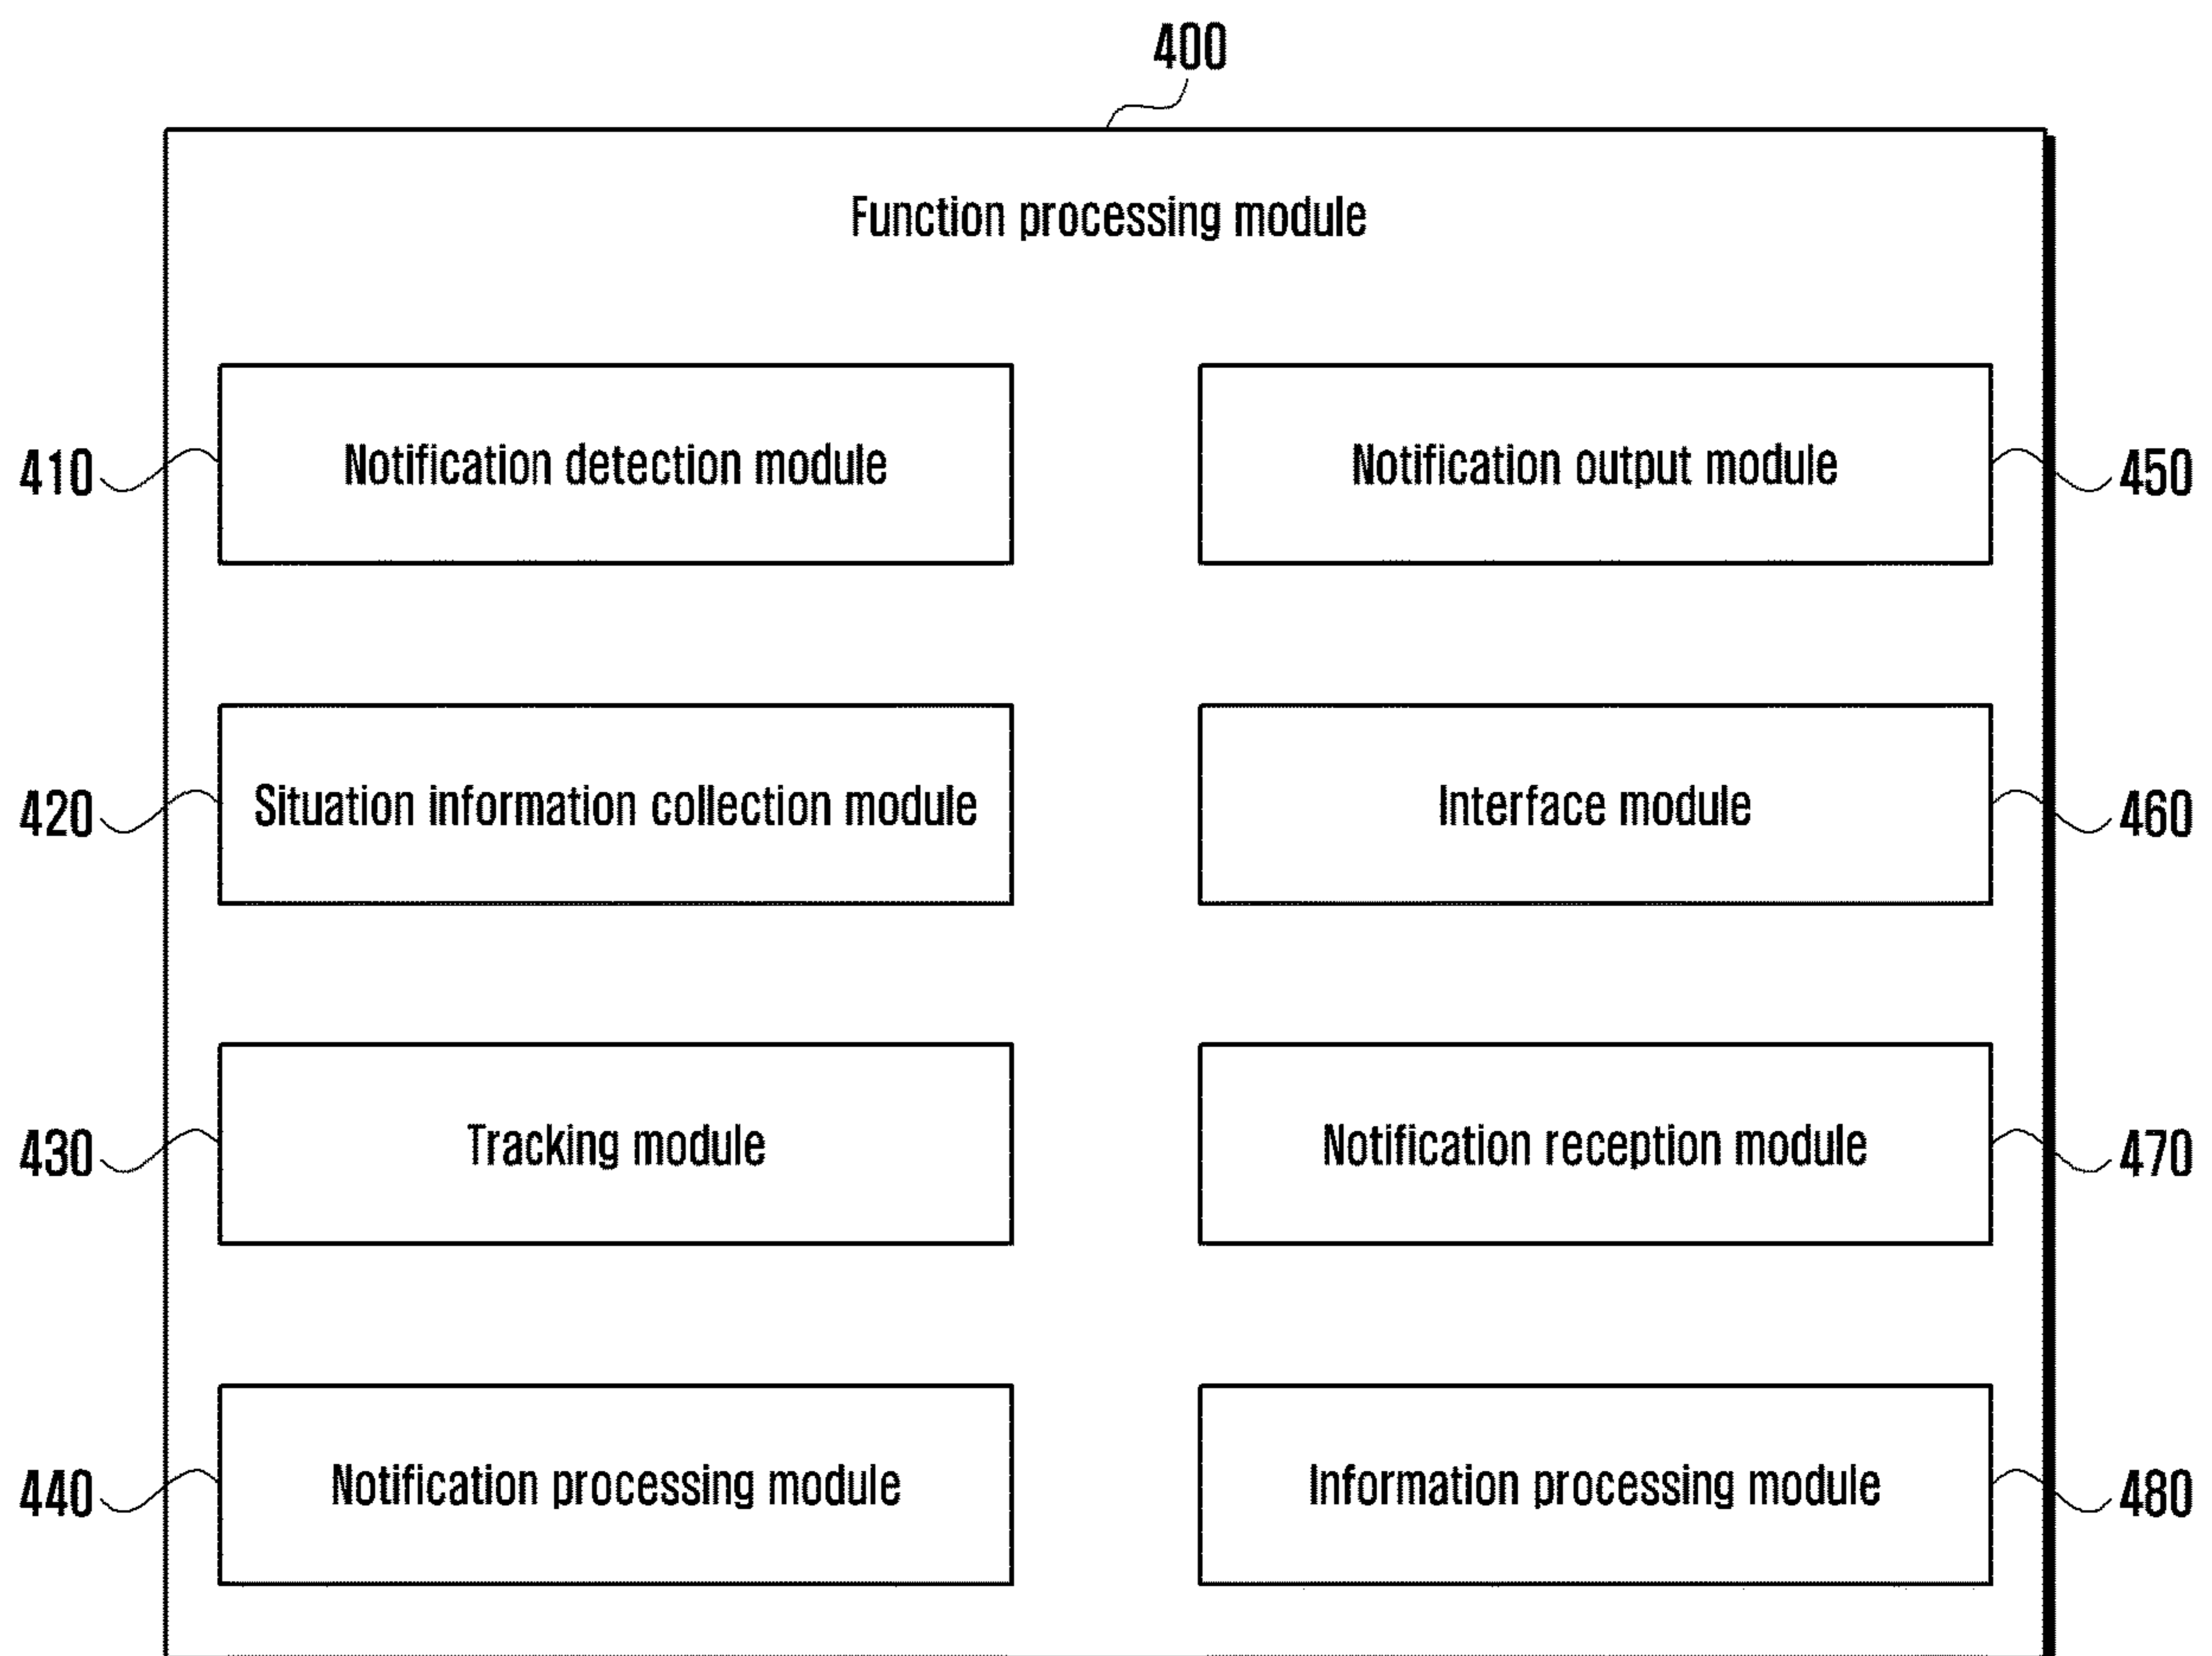 400
Function processing module
410
Notification detection module
Notification output module
450
420
Situation information collection module
Interface module
460
430
Tracking module
Notification reception module
470
440
Notification processing module
Information processing module
480